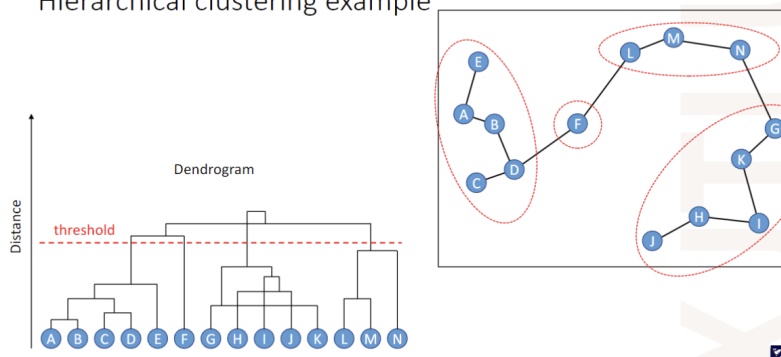 Hierarchical clustering example
Dendrogram
Distance
threshold
A B C D E F G H I J K L M N
E
A
B
C
D
F
L
M
N
G
K
H
I
J